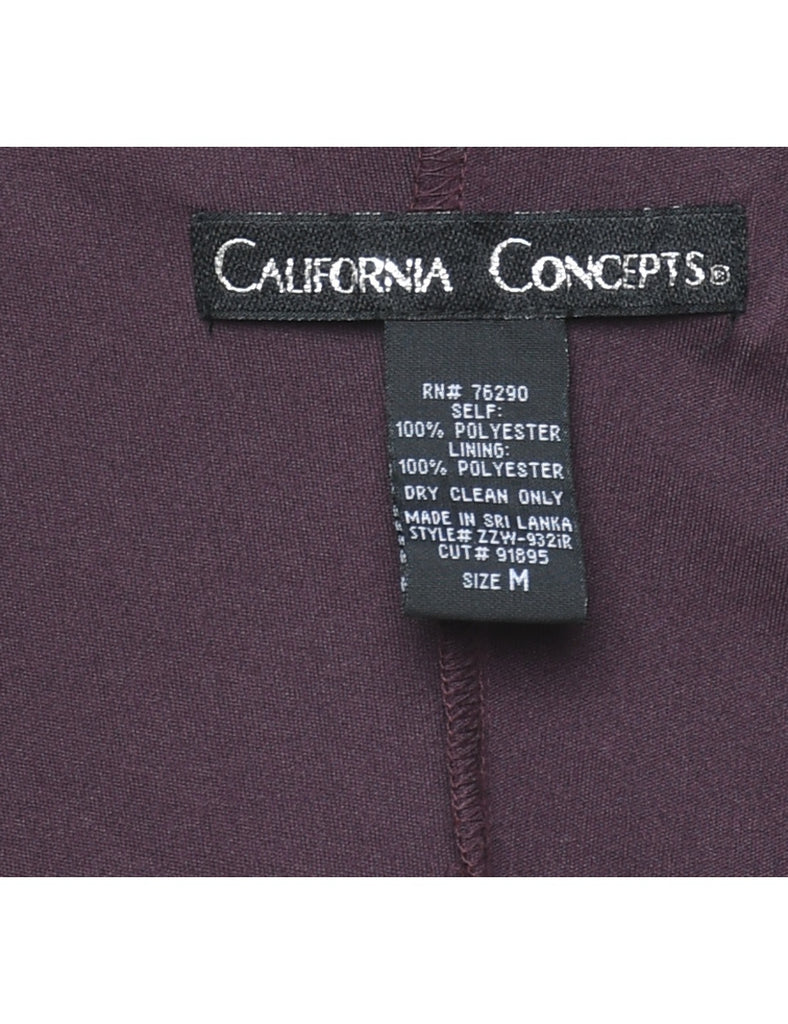 CALIFORNIA CONCEPTS®
RN# 76290
SELF:
100% POLYESTER
LINING:
100% POLYESTER
DRY CLEAN ONLY
MADE IN SRI LANKA
STYLE# ZZW-932iR
CUT# 91895
SIZE M